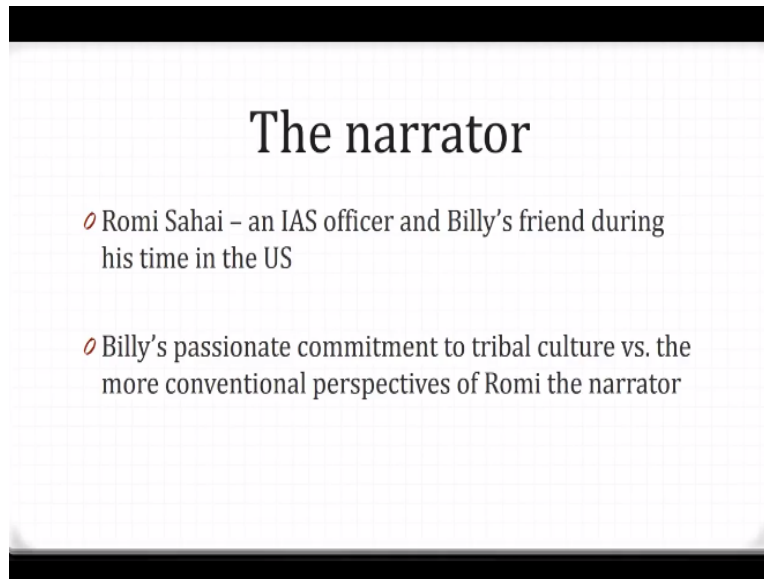 The narrator
Romi Sahai – an IAS officer and Billy's friend during
his time in the US
Billy's passionate commitment to tribal culture vs. the
more conventional perspectives of Romi the narrator